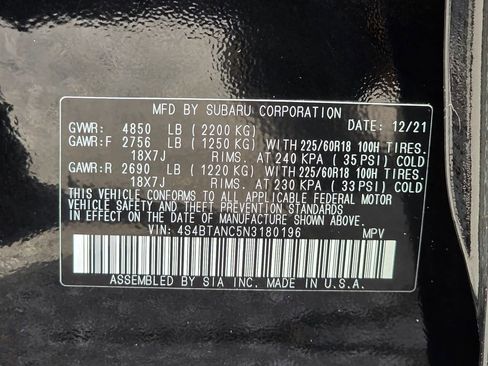 MFD BY SUBARU CORPORATION
GVWR: 4850 LB (2200 KG) DATE: 12/21
GAWR:F 2756 LB (1250 KG) WITH 225/60R18 100H TIRES.
18X7J RIMS. AT 240 KPA (35 PSI) COLD
GAWR:R 2690 LB (1220 KG) WITH 225/60R18 100H TIRES.
18X7J RIMS. AT 230 KPA (33 PSI) COLD
THIS VEHICLE CONFORMS TO ALL APPLICABLE FEDERAL MOTOR
VEHICLE SAFETY AND THEFT PREVENTION STANDARDS
IN EFFECT ON THE DATE OF MANUFACTURE SHOWN ABOVE.
VIN: 4S4BTANC5N3180196 MPV
ASSEMBLED BY SIA INC. MADE IN U.S.A.